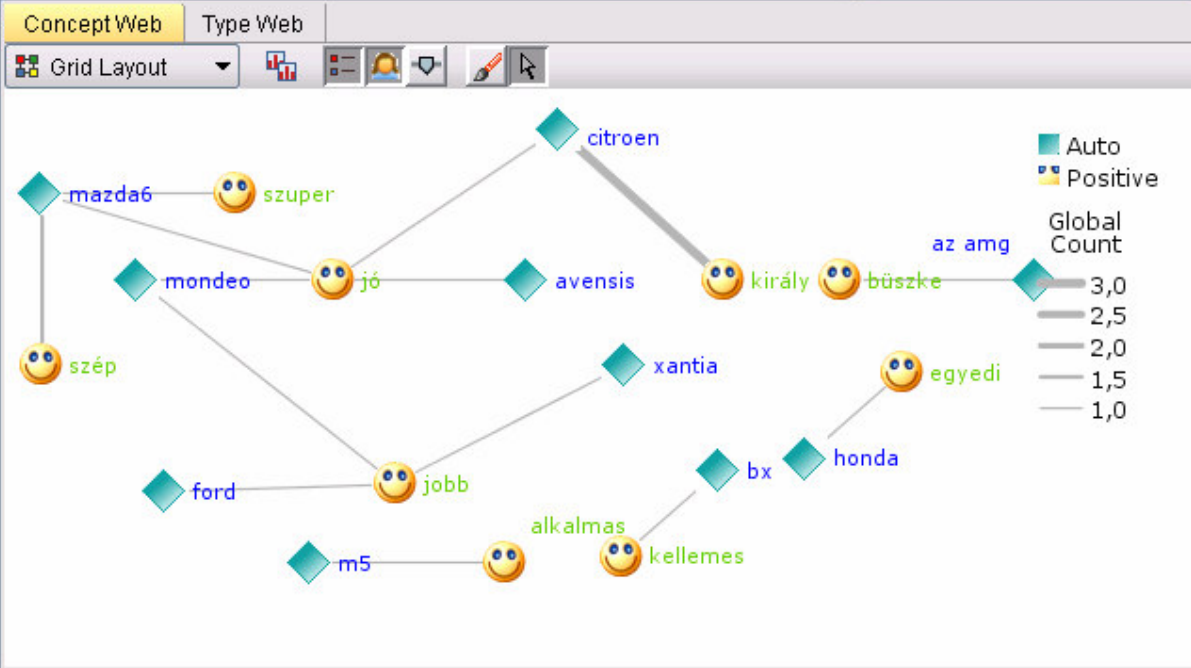 Concept Web
Type Web
Grid Layout
citroen
Auto
Positive
mazda6
szuper
Global
Count
az amg
mondeo
jó
avensis
király
büszke
3,0
2,5
2,0
1,5
1,0
szép
xantia
egyedi
honda
bx
ford
jobb
alkalmas
kellemes
m5